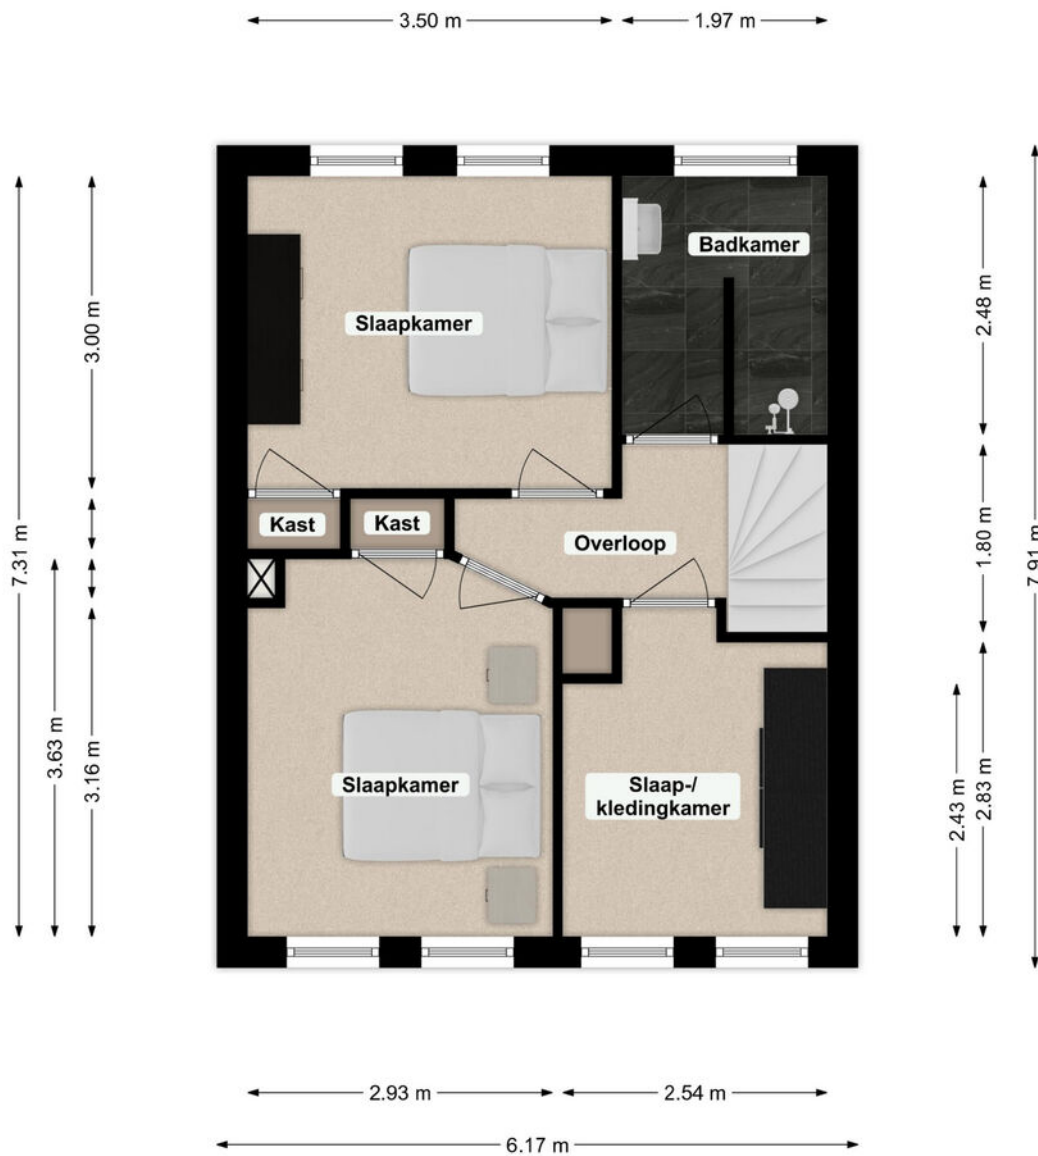 3.50 m
1.97 m
Badkamer
Slaapkamer
Kast
Kast
Overloop
Slaapkamer
Slaap-/
kledingkamer
7.31 m
3.00 m
3.63 m
3.16 m
2.48 m
1.80 m
2.43 m
2.83 m
7.91 m
2.93 m
2.54 m
6.17 m